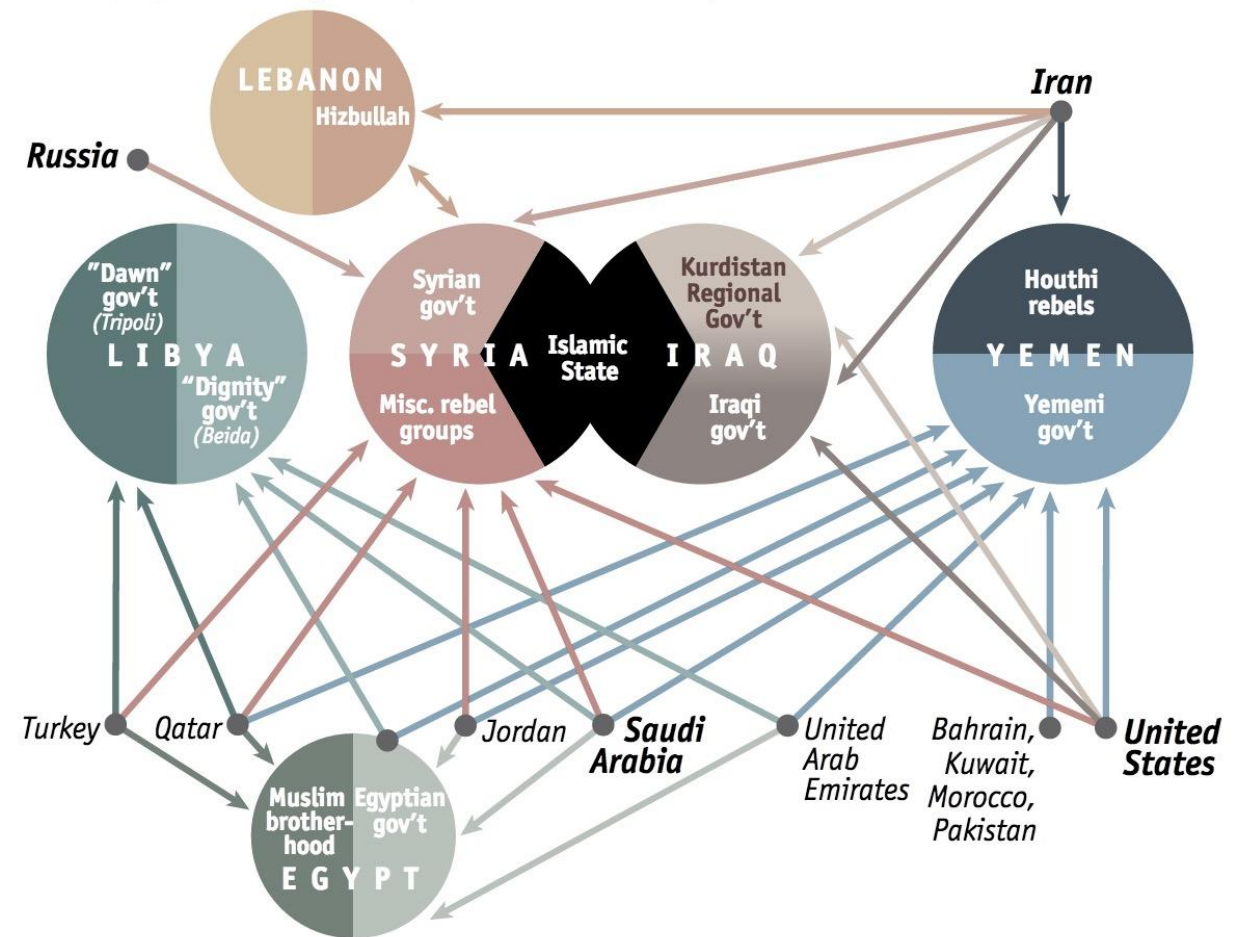 LEBANON
Hizbullah
Iran
Russia
"Dawn"
gov't
(Tripoli)
LIBYA
"Dignity"
gov't
(Beida)
Syrian
gov't
SYRIA
Misc. rebel
groups
Islamic
State
Kurdistan
Regional
Gov't
IRAQ
Iraqi
gov't
Houthi
rebels
YEMEN
Yemeni
gov't
Turkey
Qatar
Jordan
Saudi
Arabia
United
Arab
Emirates
Bahrain,
Kuwait,
Morocco,
Pakistan
United
States
Muslim
brother-
hood
Egyptian
gov't
EGYPT